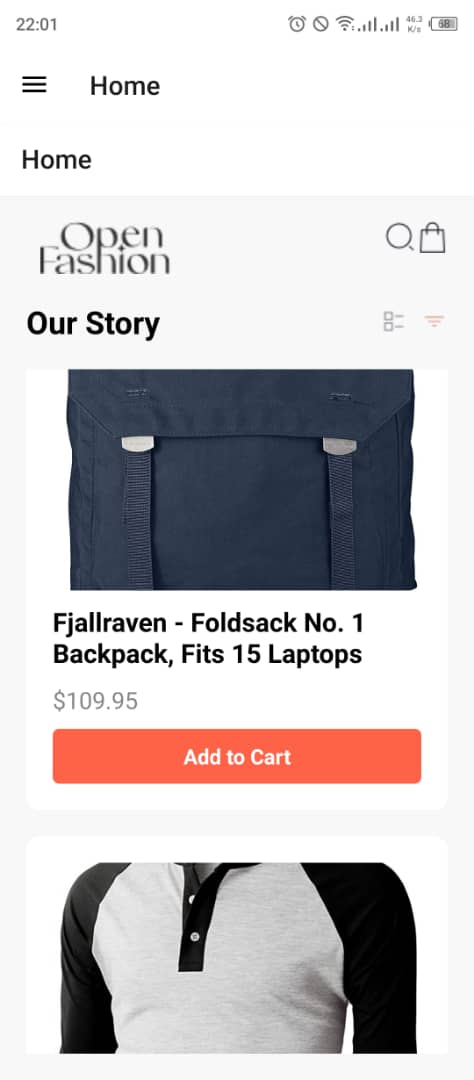 22:01
46.3
K/s
68
Home
Home
Open
Fashion
Our Story
Fjallraven - Foldsack No. 1
Backpack, Fits 15 Laptops
$109.95
Add to Cart